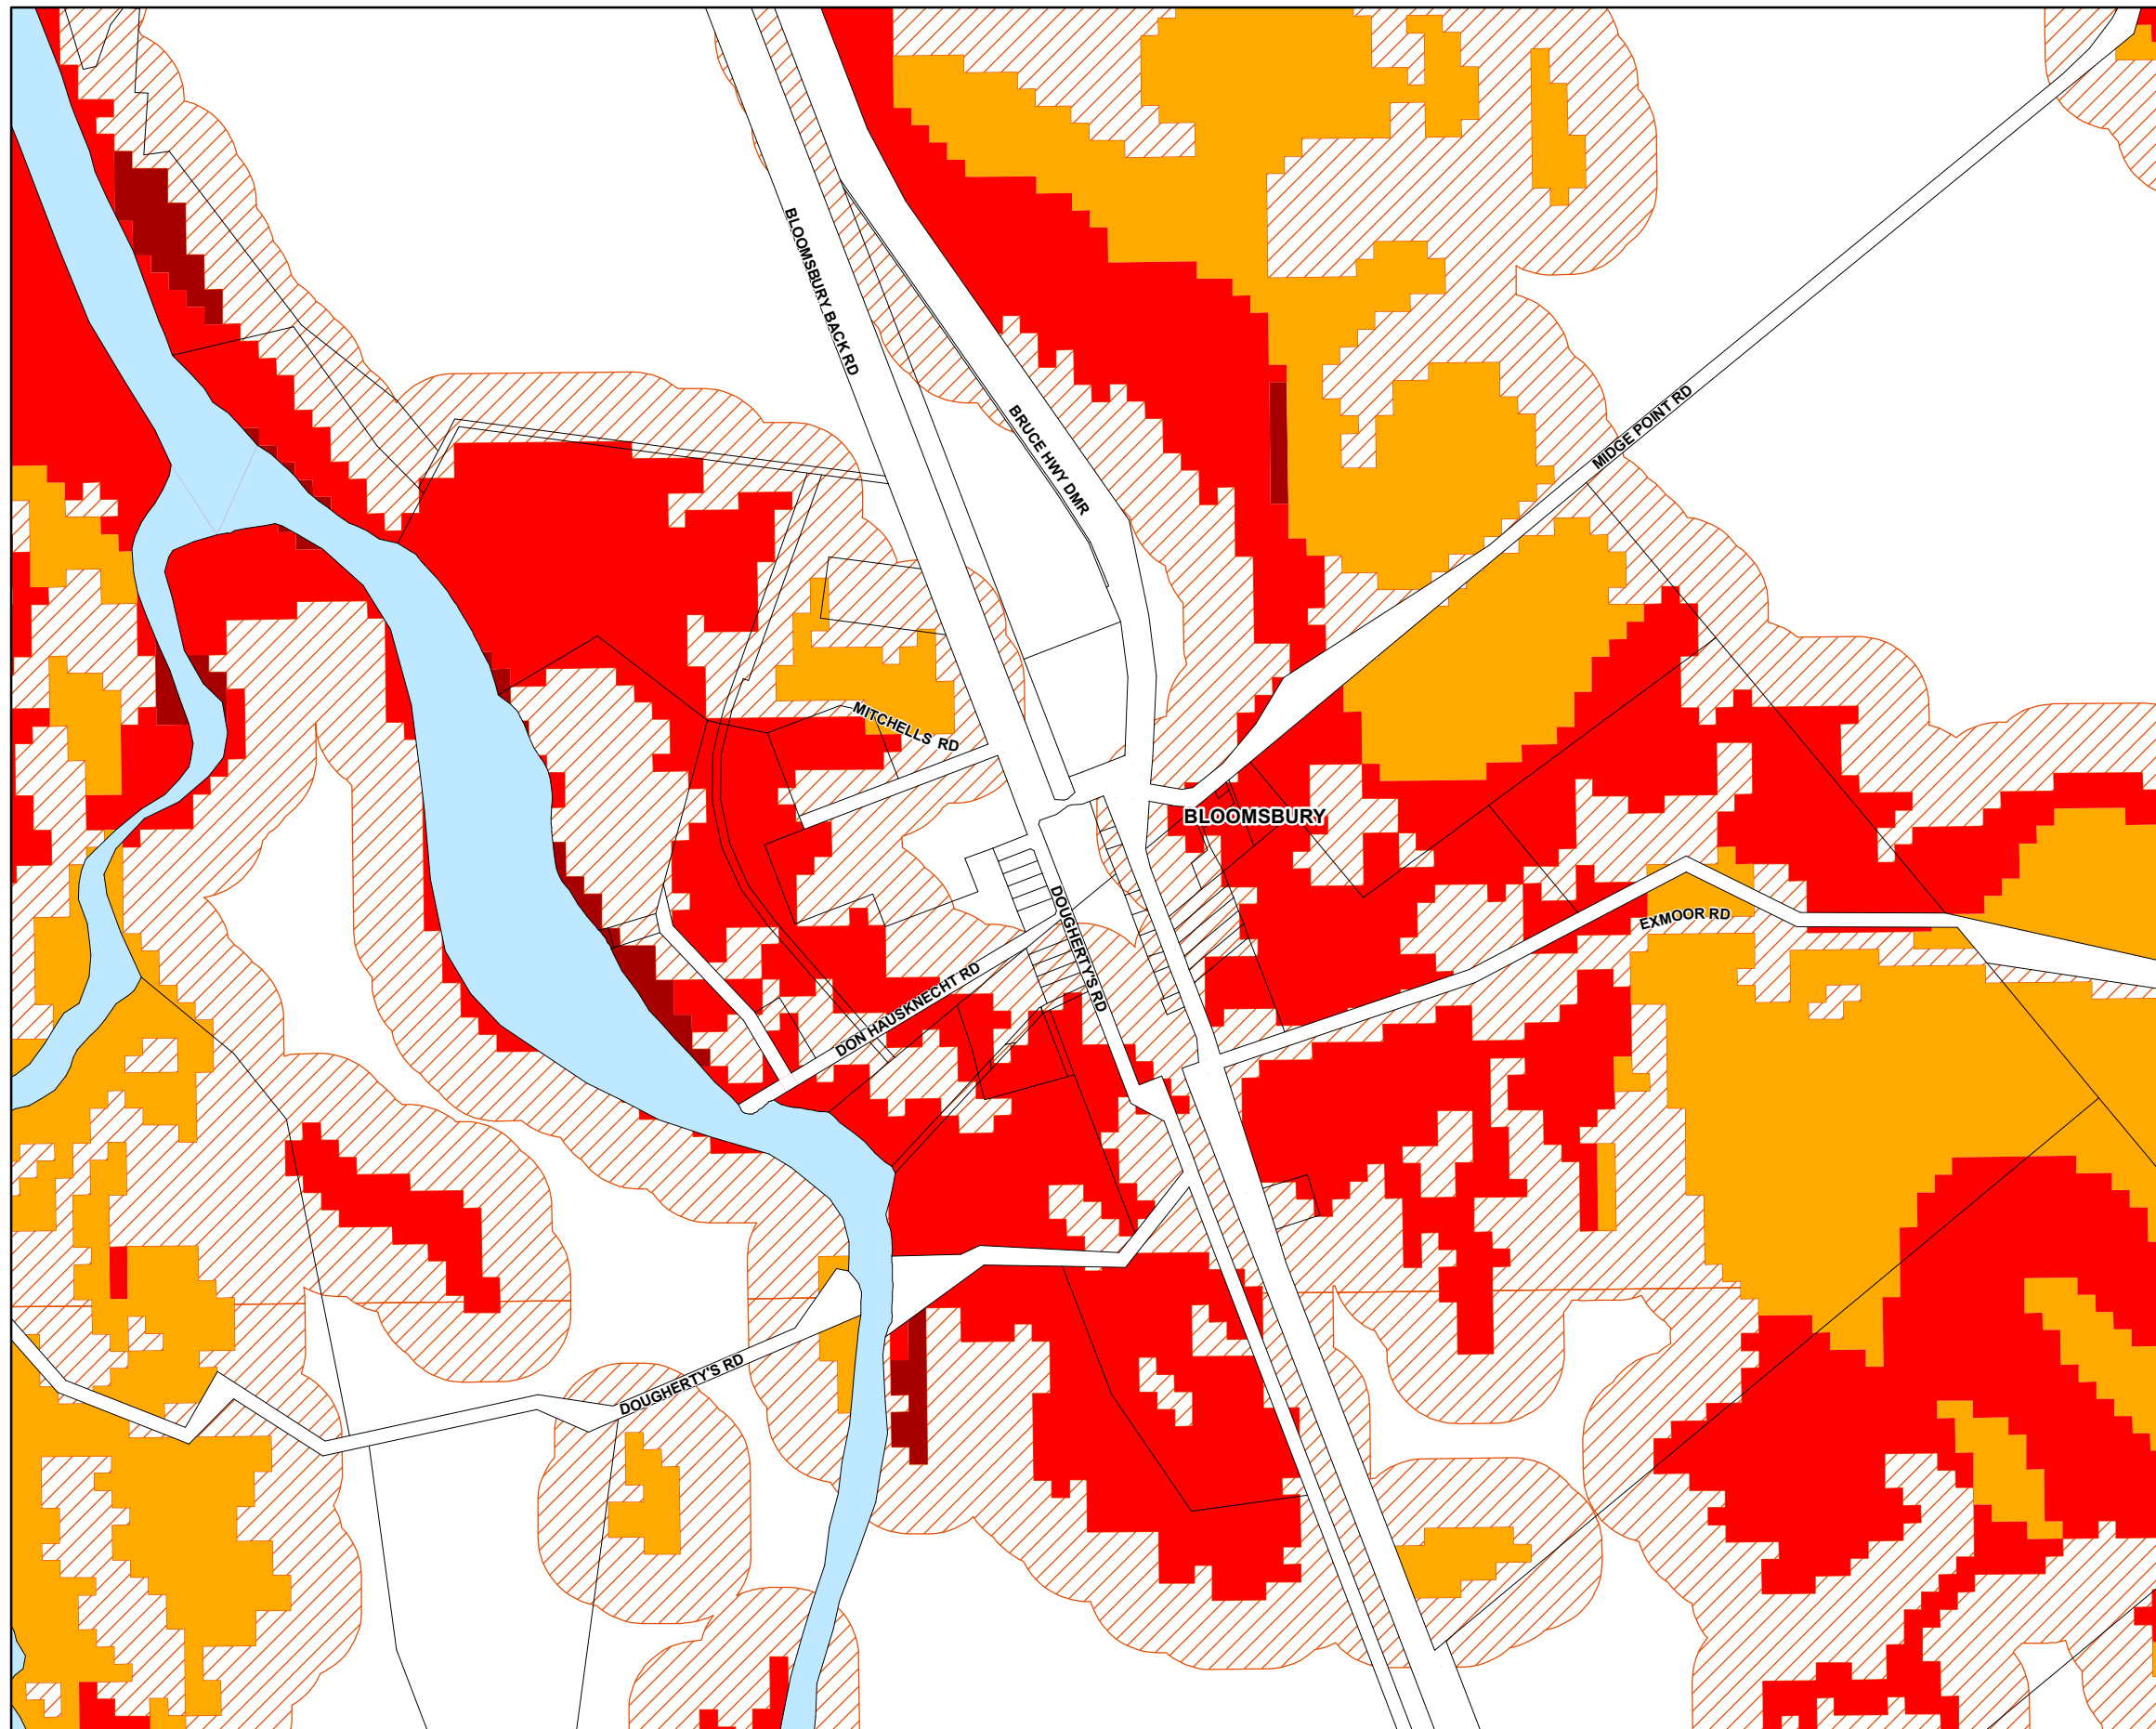 BLOOMSBURY BACK RD
BRUCE HWY DMR
MIDGE POINT RD
MITCHELLS RD
BLOOMSBURY
EXMOOR RD
DOUGHERTY'S RD
DON HAUSKNECHT RD
DOUGHERTY'S RD